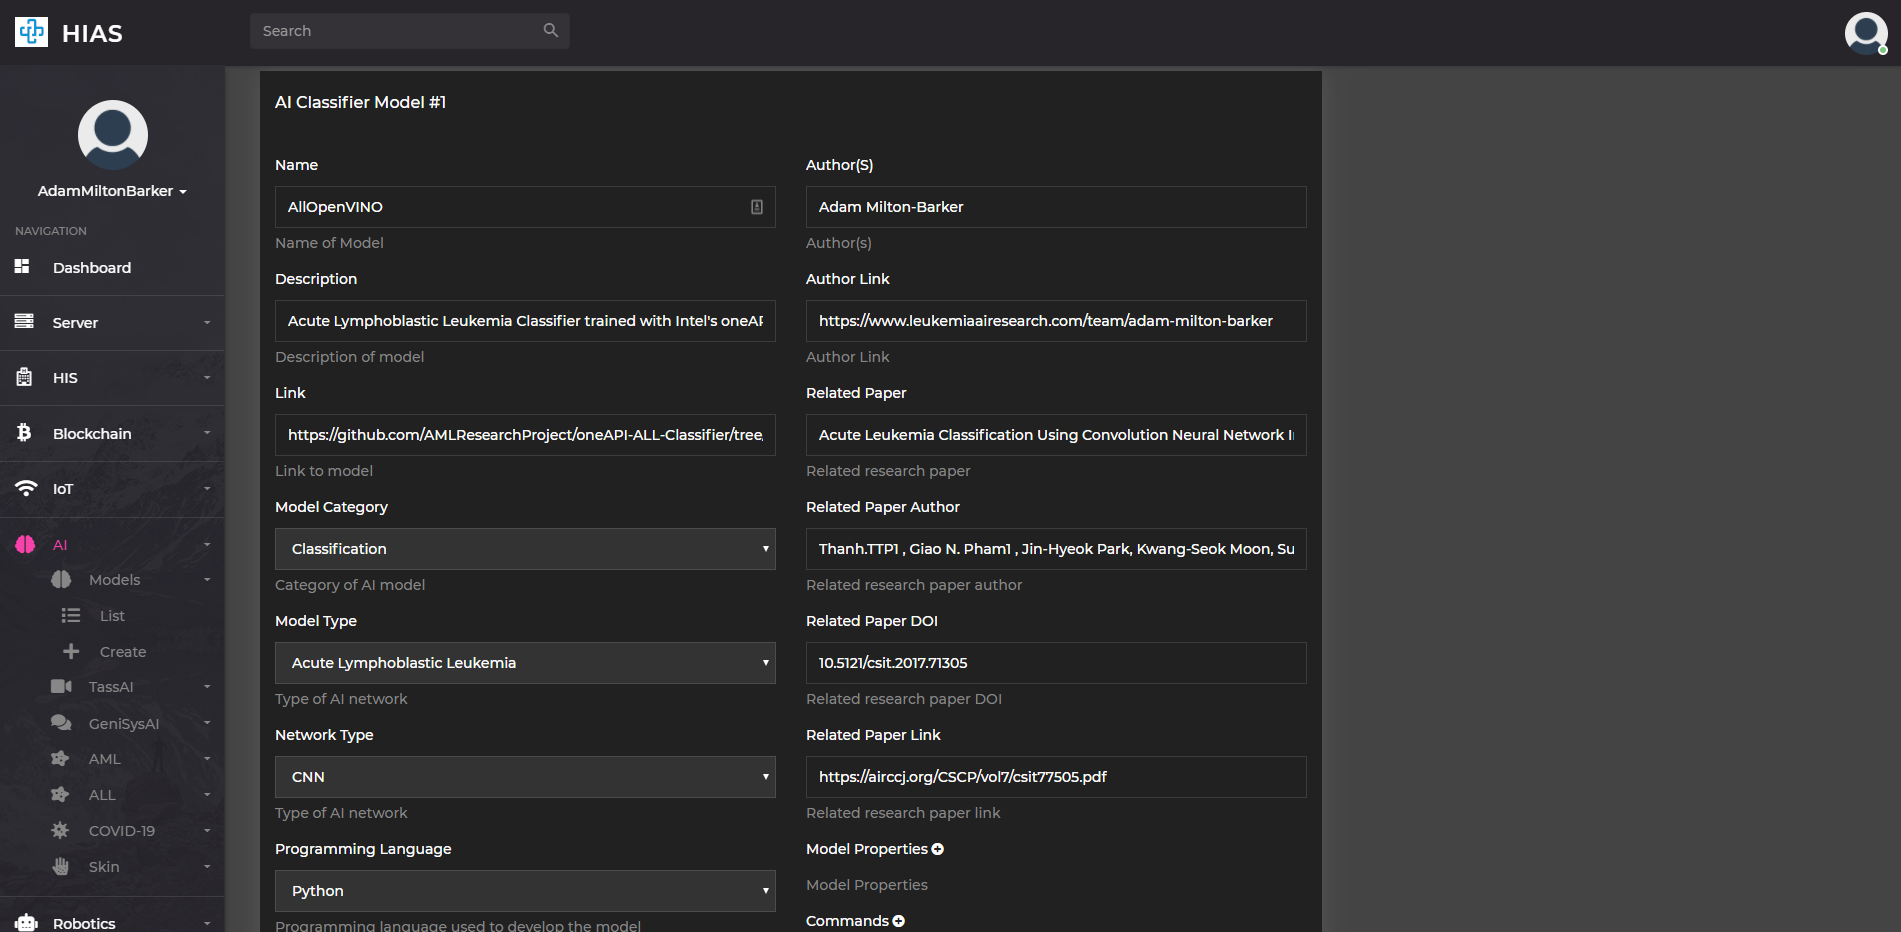 HIAS
Search
AdamMiltonBarker
NAVIGATION
Dashboard
Server
HIS
Blockchain
IoT
AI
Models
List
Create
TassAI
GeniSysAI
AML
ALL
COVID-19
Skin
Robotics
AI Classifier Model #1
Name
AllOpenVINO
Name of Model
Description
Acute Lymphoblastic Leukemia Classifier trained with Intel's oneAP
Description of model
Link
https://github.com/AMLResearchProject/oneAPI-ALL-Classifier/tree
Link to model
Model Category
Classification
Category of AI model
Model Type
Acute Lymphoblastic Leukemia
Type of AI network
Network Type
CNN
Type of AI network
Programming Language
Python
Programming language used to develop the model
Author(S)
Adam Milton-Barker
Author(s)
Author Link
https://www.leukemiaairesearch.com/team/adam-milton-barker
Author Link
Related Paper
Acute Leukemia Classification Using Convolution Neural Network I
Related research paper
Related Paper Author
Thanh.TTP1 , Giao N. Pham1 , Jin-Hyeok Park, Kwang-Seok Moon, Su
Related research paper author
Related Paper DOI
10.5121/csit.2017.71305
Related research paper DOI
Related Paper Link
https://airccj.org/CSCP/vol7/csit77505.pdf
Related research paper link
Model Properties
Model Properties
Commands